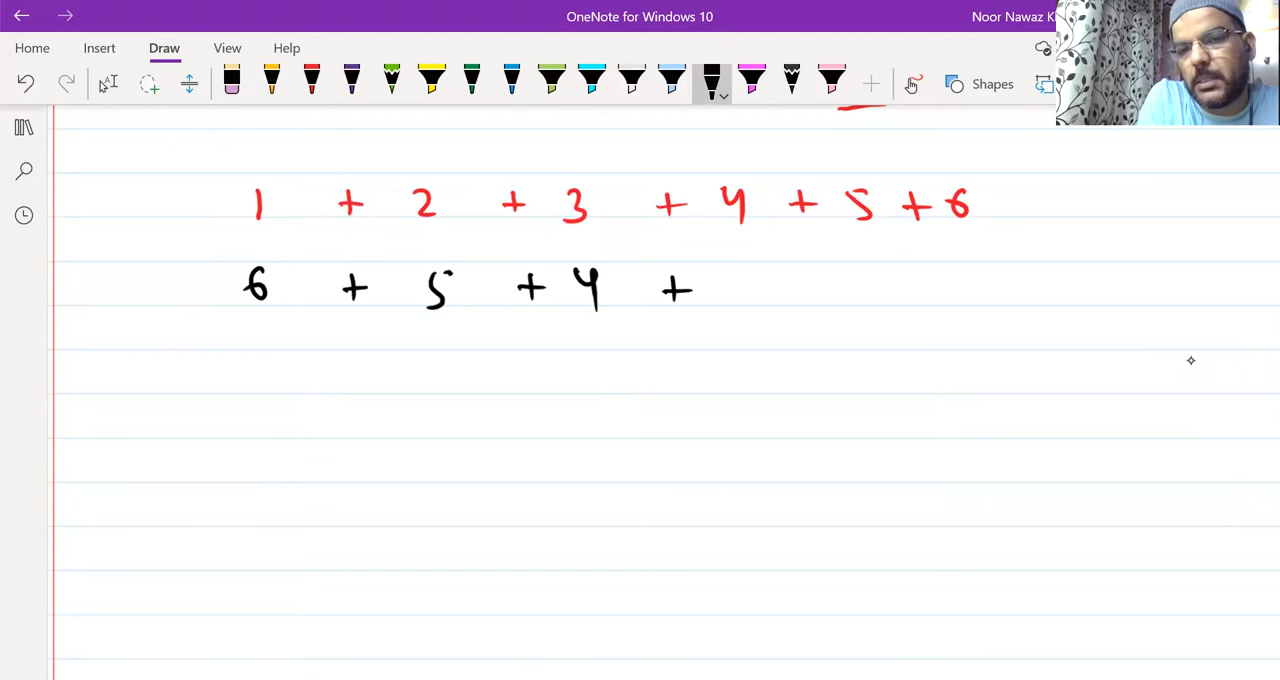 OneNote for Windows 10
Noor Nawaz K
Home Insert Draw View Help
Shapes
1 + 2 + 3 + 4 + 5 + 6
6 + 5 + 4 +